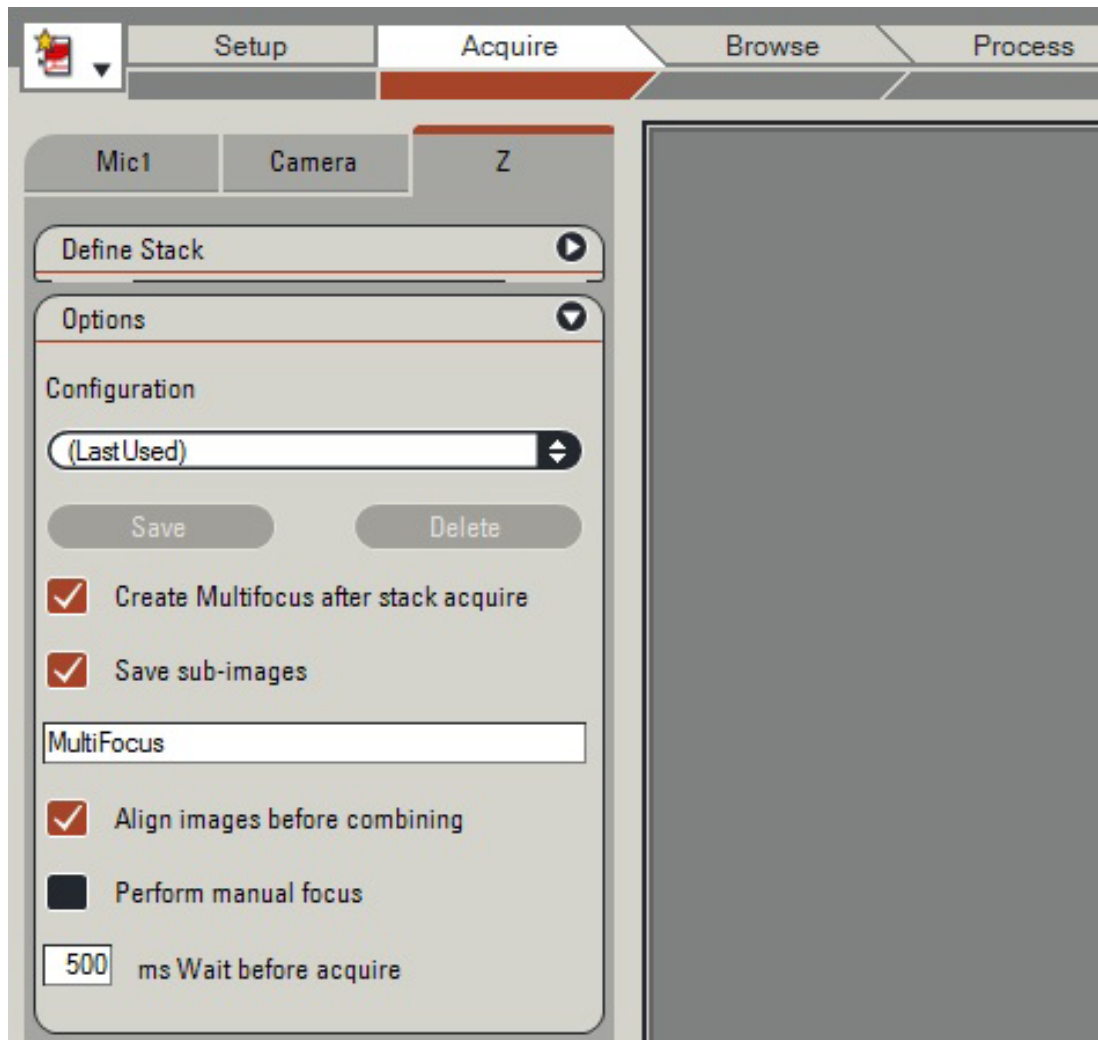 Setup Acquire Browse Process
Mic1 Camera Z
Define Stack
Options
Configuration
(LastUsed)
Save Delete
Create Multifocus after stack acquire
Save sub-images
MultiFocus
Align images before combining
Perform manual focus
500 ms Wait before acquire